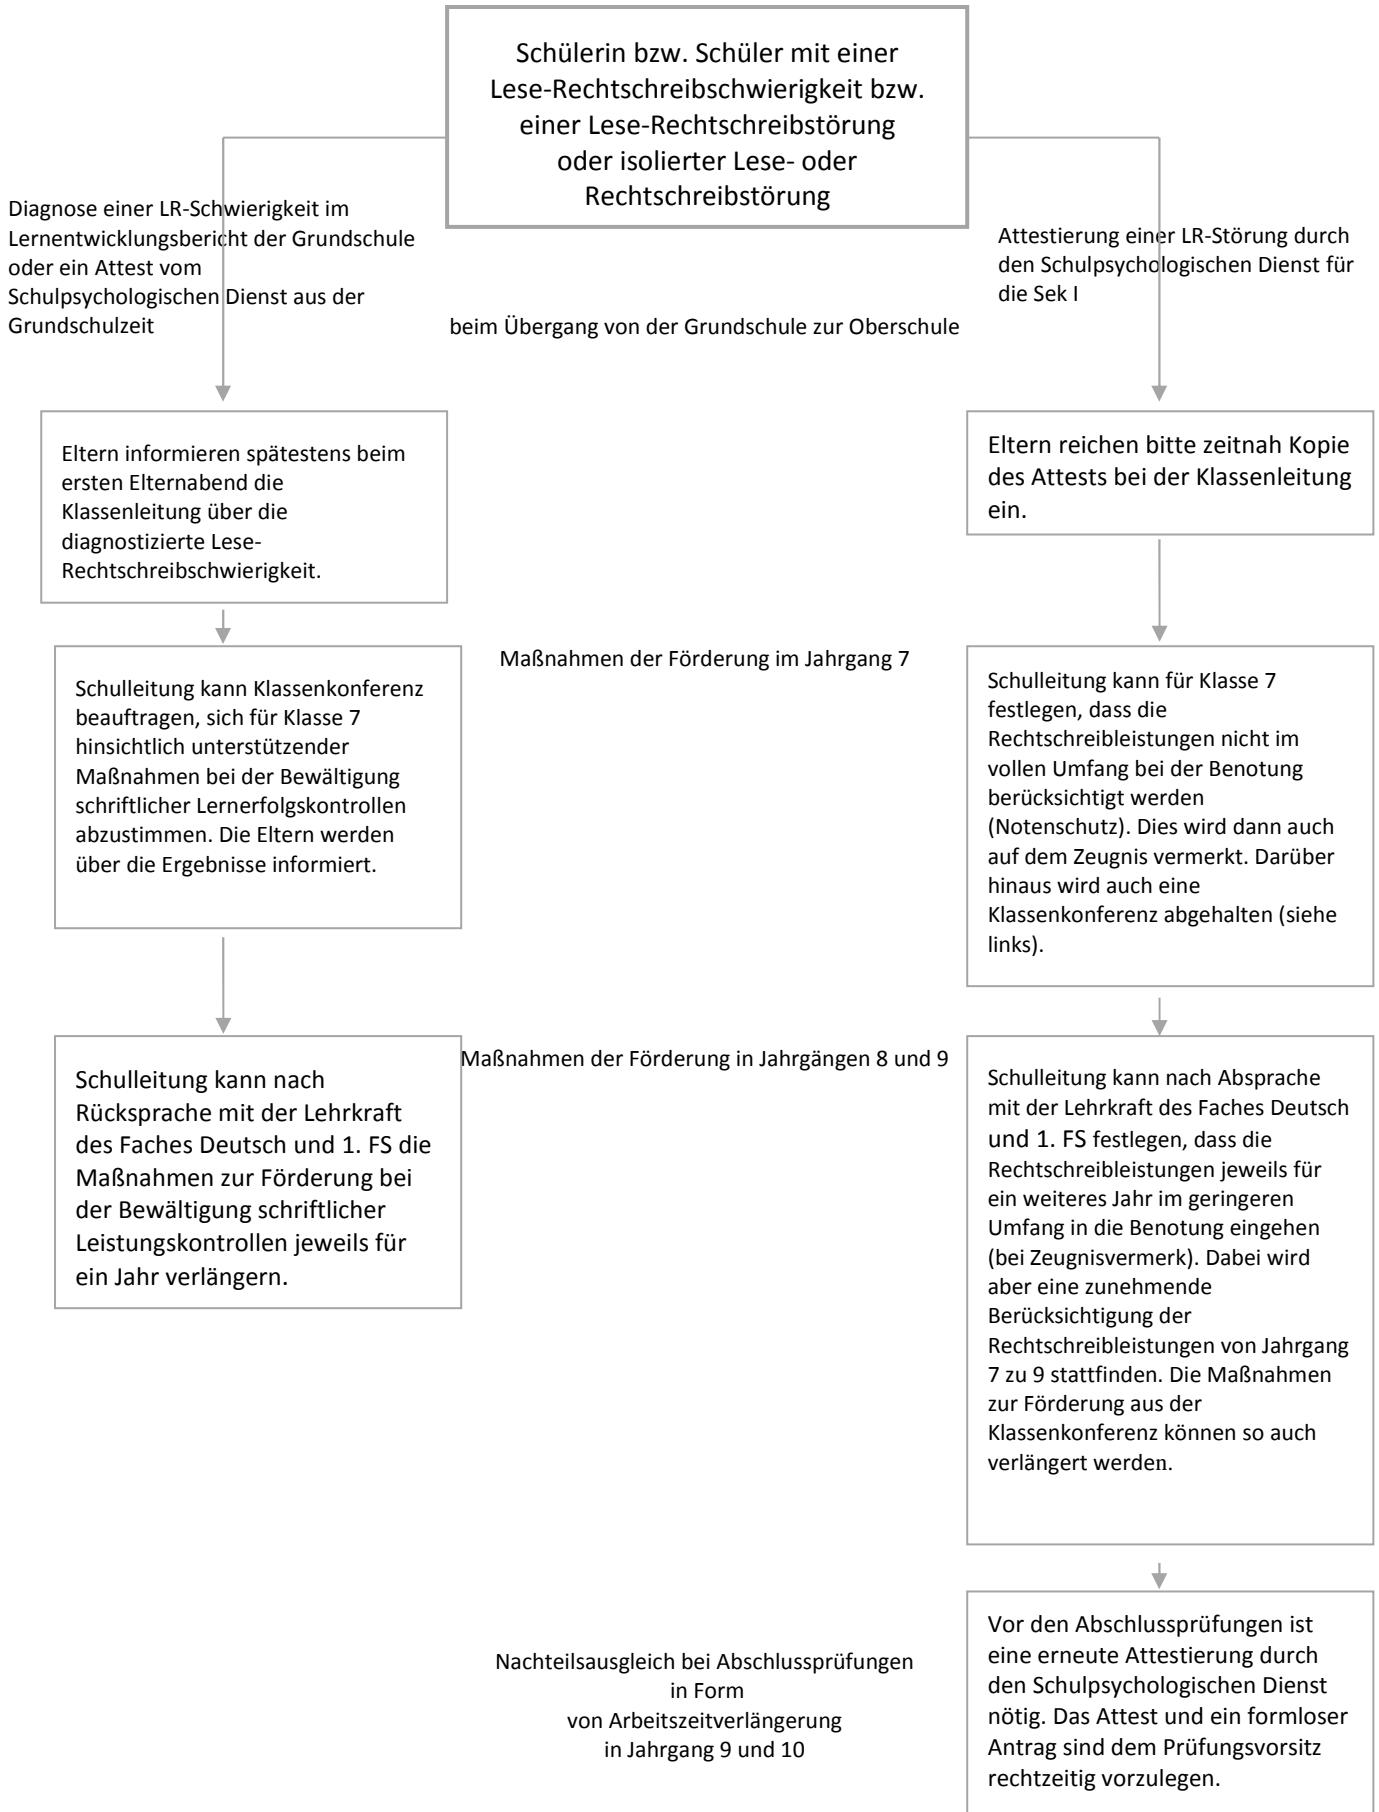 Schülerin bzw. Schüler mit einer
Lese-Rechtschreibschwierigkeit bzw.
einer Lese-Rechtschreibstörung
oder isolierter Lese- oder
Rechtschreibstörung
Diagnose einer LR-Schwierigkeit im
Lernentwicklungsbericht der Grundschule
oder ein Attest vom
Schulpsychologischen Dienst aus der
Grundschulzeit
Attestierung einer LR-Störung durch
den Schulpsychologischen Dienst für
die Sek I
beim Übergang von der Grundschule zur Oberschule
Eltern informieren spätestens beim
ersten Elternabend die
Klassenleitung über die
diagnostizierte Lese-
Rechtschreibschwierigkeit.
Eltern reichen bitte zeitnah Kopie
des Attests bei der Klassenleitung
ein.
Maßnahmen der Förderung im Jahrgang 7
Schulleitung kann Klassenkonferenz
beauftragen, sich für Klasse 7
hinsichtlich unterstützender
Maßnahmen bei der Bewältigung
schriftlicher Lernerfolgskontrollen
abzustimmen. Die Eltern werden
über die Ergebnisse informiert.
Schulleitung kann für Klasse 7
festlegen, dass die
Rechtschreibleistungen nicht im
vollen Umfang bei der Benotung
berücksichtigt werden
(Notenschutz). Dies wird dann auch
auf dem Zeugnis vermerkt. Darüber
hinaus wird auch eine
Klassenkonferenz abgehalten (siehe
links).
Maßnahmen der Förderung in Jahrgängen 8 und 9
Schulleitung kann nach
Rücksprache mit der Lehrkraft
des Faches Deutsch und 1. FS die
Maßnahmen zur Förderung bei
der Bewältigung schriftlicher
Leistungskontrollen jeweils für
ein Jahr verlängern.
Schulleitung kann nach Absprache
mit der Lehrkraft des Faches Deutsch
und 1. FS festlegen, dass die
Rechtschreibleistungen jeweils für
ein weiteres Jahr im geringeren
Umfang in die Benotung eingehen
(bei Zeugnisvermerk). Dabei wird
aber eine zunehmende
Berücksichtigung der
Rechtschreibleistungen von Jahrgang
7 zu 9 stattfinden. Die Maßnahmen
zur Förderung aus der
Klassenkonferenz können so auch
verlängert werden.
Nachteilsausgleich bei Abschlussprüfungen
in Form
von Arbeitszeitverlängerung
in Jahrgang 9 und 10
Vor den Abschlussprüfungen ist
eine erneute Attestierung durch
den Schulpsychologischen Dienst
nötig. Das Attest und ein formloser
Antrag sind dem Prüfungsvorsitz
rechtzeitig vorzulegen.